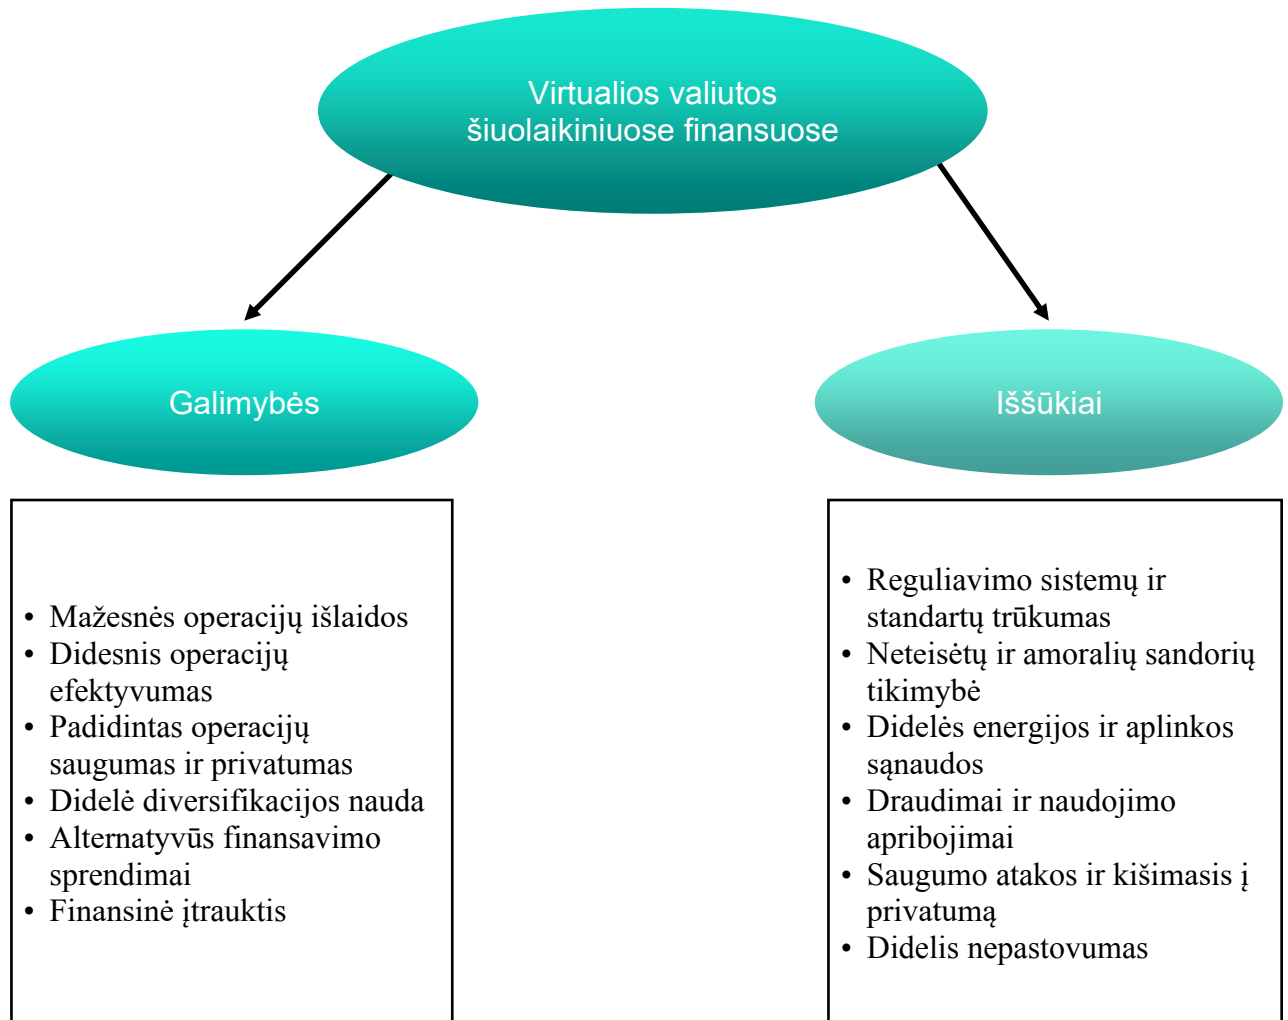 Virtualios valiutos
šiuolaikiniuose finansuose
Galimybės
Iššūkiai
• Mažesnės operacijų išlaidos
• Didesnis operacijų
efektyvumas
• Padidintas operacijų
saugumas ir privatumas
• Didelė diversifikacijos nauda
• Alternatyvūs finansavimo
sprendimai
• Finansinė įtrauktis
• Reguliavimo sistemų ir
standartų trūkumas
• Neteisėtų ir amoralių sandorių
tikimybė
• Didelės energijos ir aplinkos
sąnaudos
• Draudimai ir naudojimo
apribojimai
• Saugumo atakos ir kišimasis į
privatumą
• Didelis nepastovumas